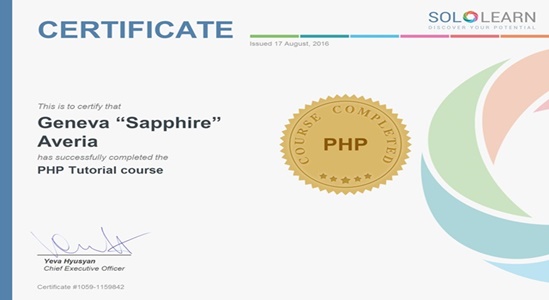 CERTIFICATE
SOLOLEARN
DISCOVER YOUR POTENTIAL
Issued 17 August, 2016
This is to certify that
Geneva “Sapphire”
Averia
has successfully completed the
PHP Tutorial course
COURSE COMPLETED
PHP
Yeva Hyusyan
Chief Executive Officer
Certificate #1059-1159842